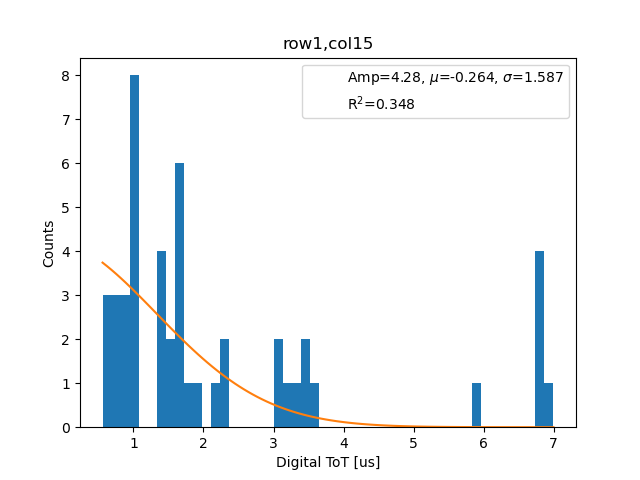 row1,col15
Amp=4.28, μ=-0.264, σ=1.587
R²=0.348
8
7
6
5
4
3
2
1
0
Counts
1 2 3 4 5 6 7
Digital ToT [us]